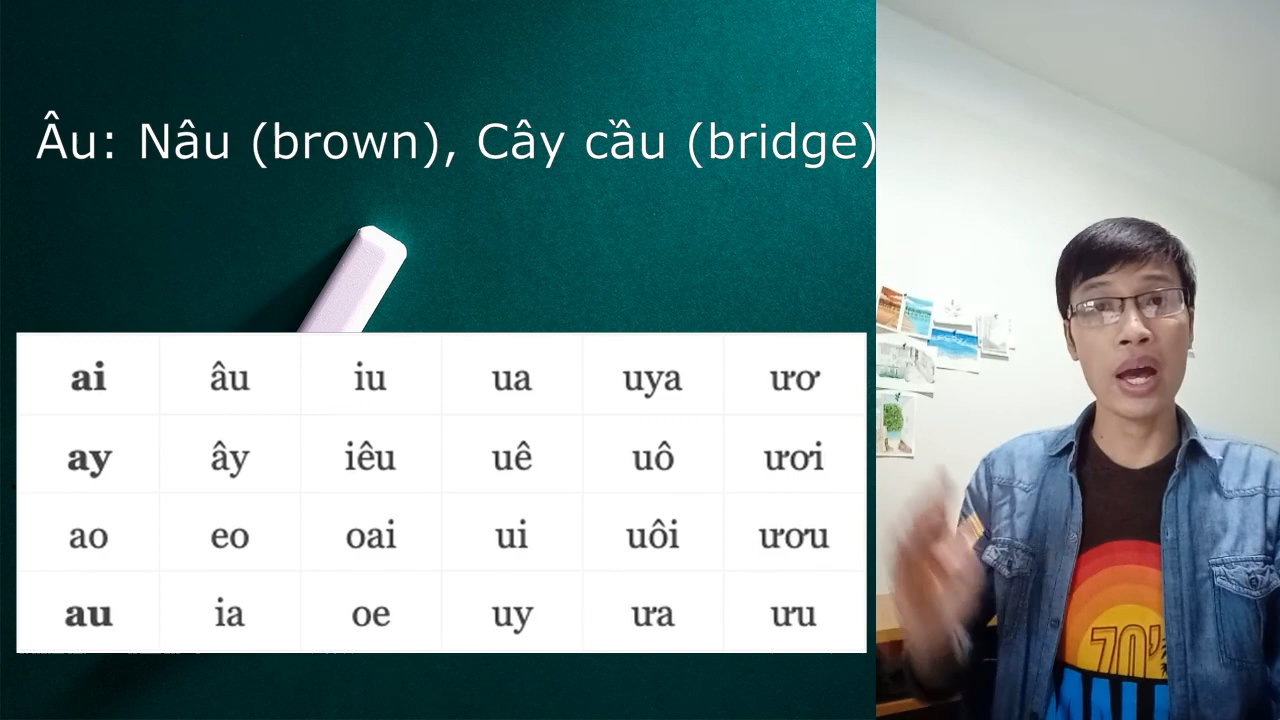 Âu: Nâu (brown), Cây cầu (bridge)
ai âu iu ua uya ươ
ay ây iêu uê uô ươi
ao eo oai ui uôi ươu
au ia oe uy ưa ưu
70's